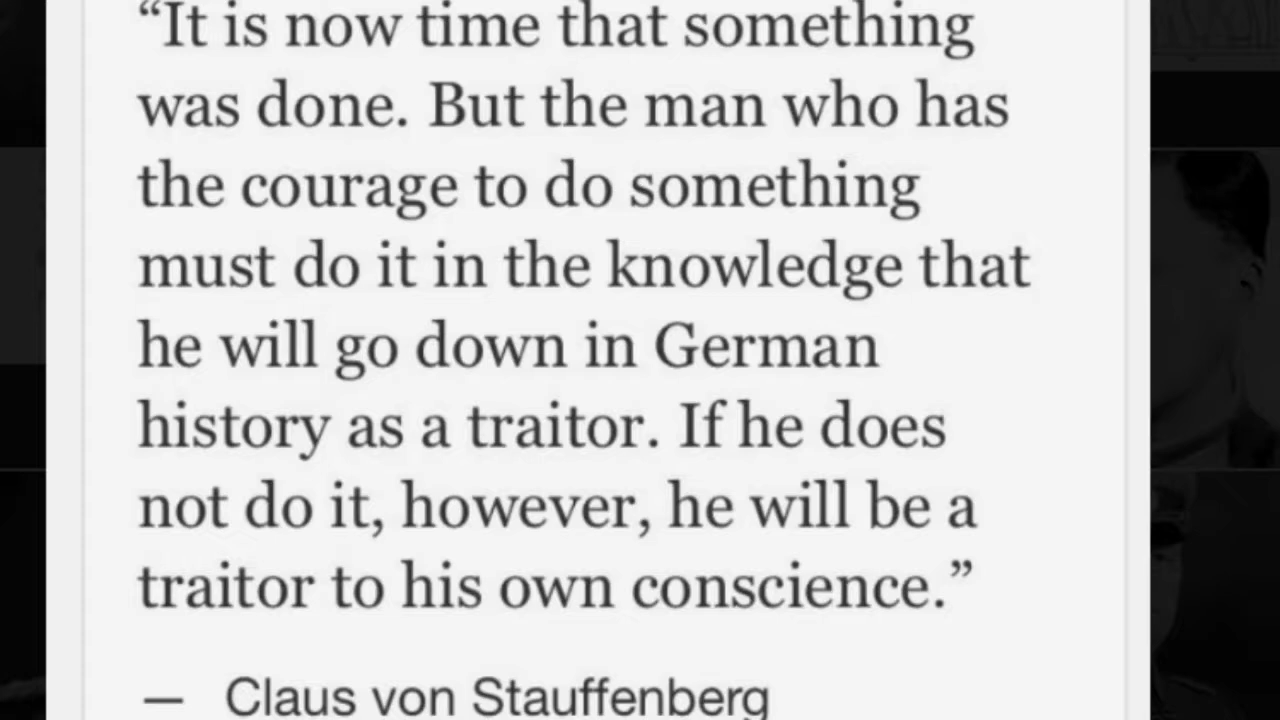 “It is now time that something
was done. But the man who has
the courage to do something
must do it in the knowledge that
he will go down in German
history as a traitor. If he does
not do it, however, he will be a
traitor to his own conscience.”
— Claus von Stauffenberg